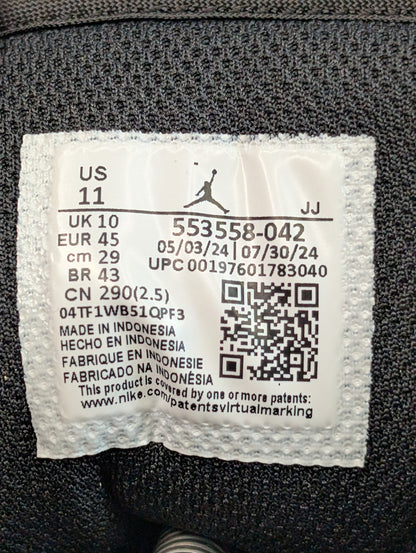 US
11
JJ
UK 10
EUR 45
cm 29
BR 43
CN 290(2.5)
553558-042
05/03/24|07/30/24
UPC 00197601783040
04TF1WB51QPF3
MADE IN INDONESIA
HECHO EN INDONESIA
FABRIQUE EN INDONESIE
FABRICADO NA INDONÉSIA
This product is covered by one or more patents:
www.nike.com/patentsvirtualmarking